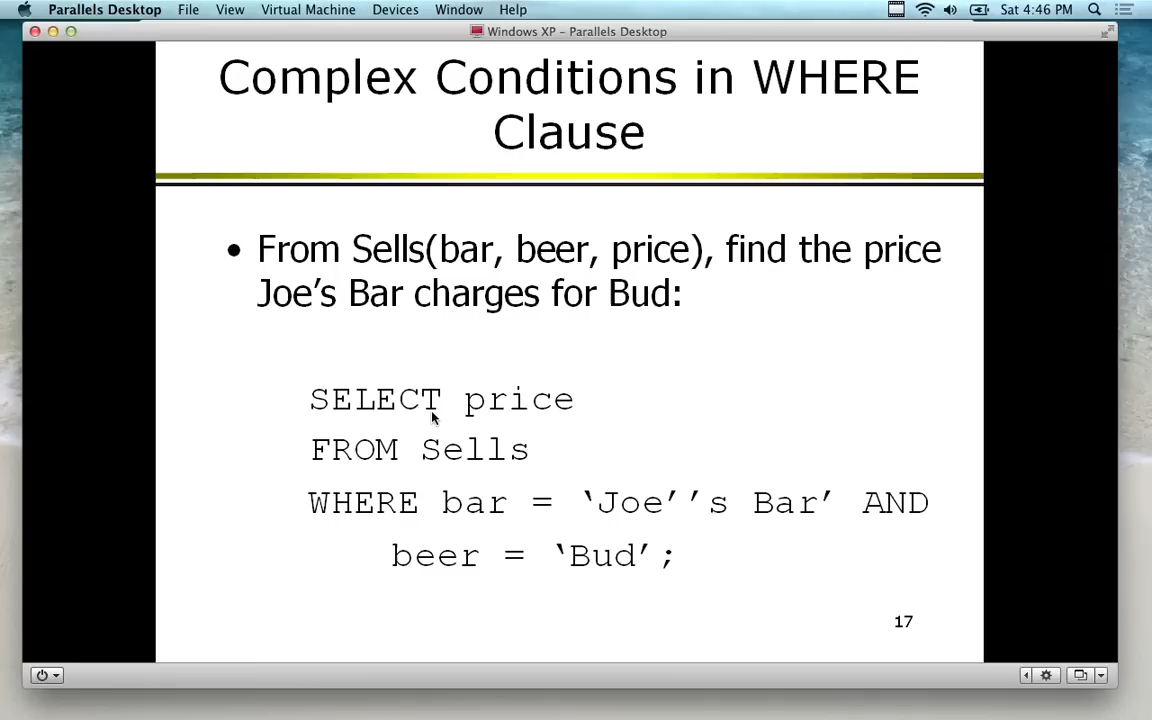 Parallels Desktop File View Virtual Machine Devices Window Help Sat 4:46 PM
Windows XP - Parallels Desktop
Complex Conditions in WHERE
Clause
• From Sells(bar, beer, price), find the price
Joe’s Bar charges for Bud:
SELECT price
FROM Sells
WHERE bar = ‘Joe’’s Bar’ AND
beer = ‘Bud’;
17